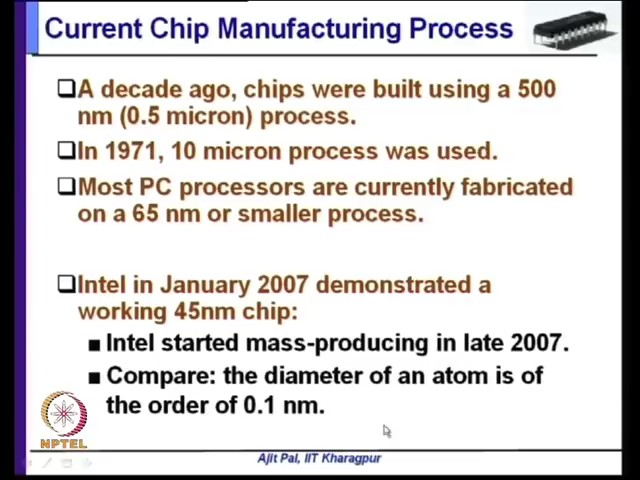 Current Chip Manufacturing Process
A decade ago, chips were built using a 500
nm (0.5 micron) process.
In 1971, 10 micron process was used.
Most PC processors are currently fabricated
on a 65 nm or smaller process.
Intel in January 2007 demonstrated a
working 45nm chip:
Intel started mass-producing in late 2007.
Compare: the diameter of an atom is of
the order of 0.1 nm.
NPTEL
Ajit Pal, IIT Kharagpur